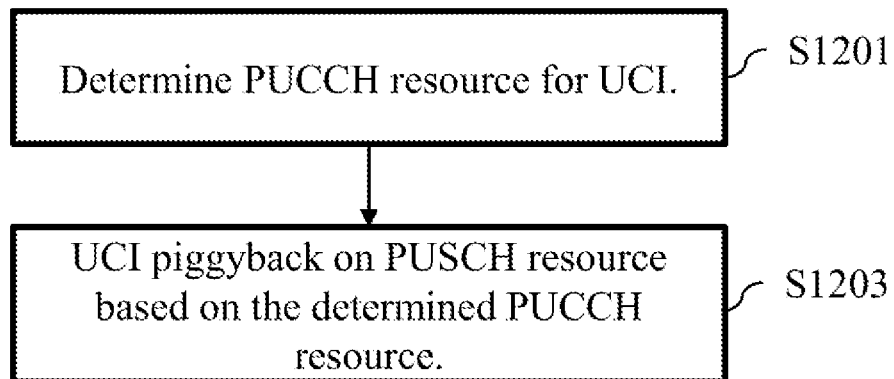 Determine PUCCH resource for UCI.
S1201
UCI piggyback on PUSCH resource
based on the determined PUCCH
resource.
S1203